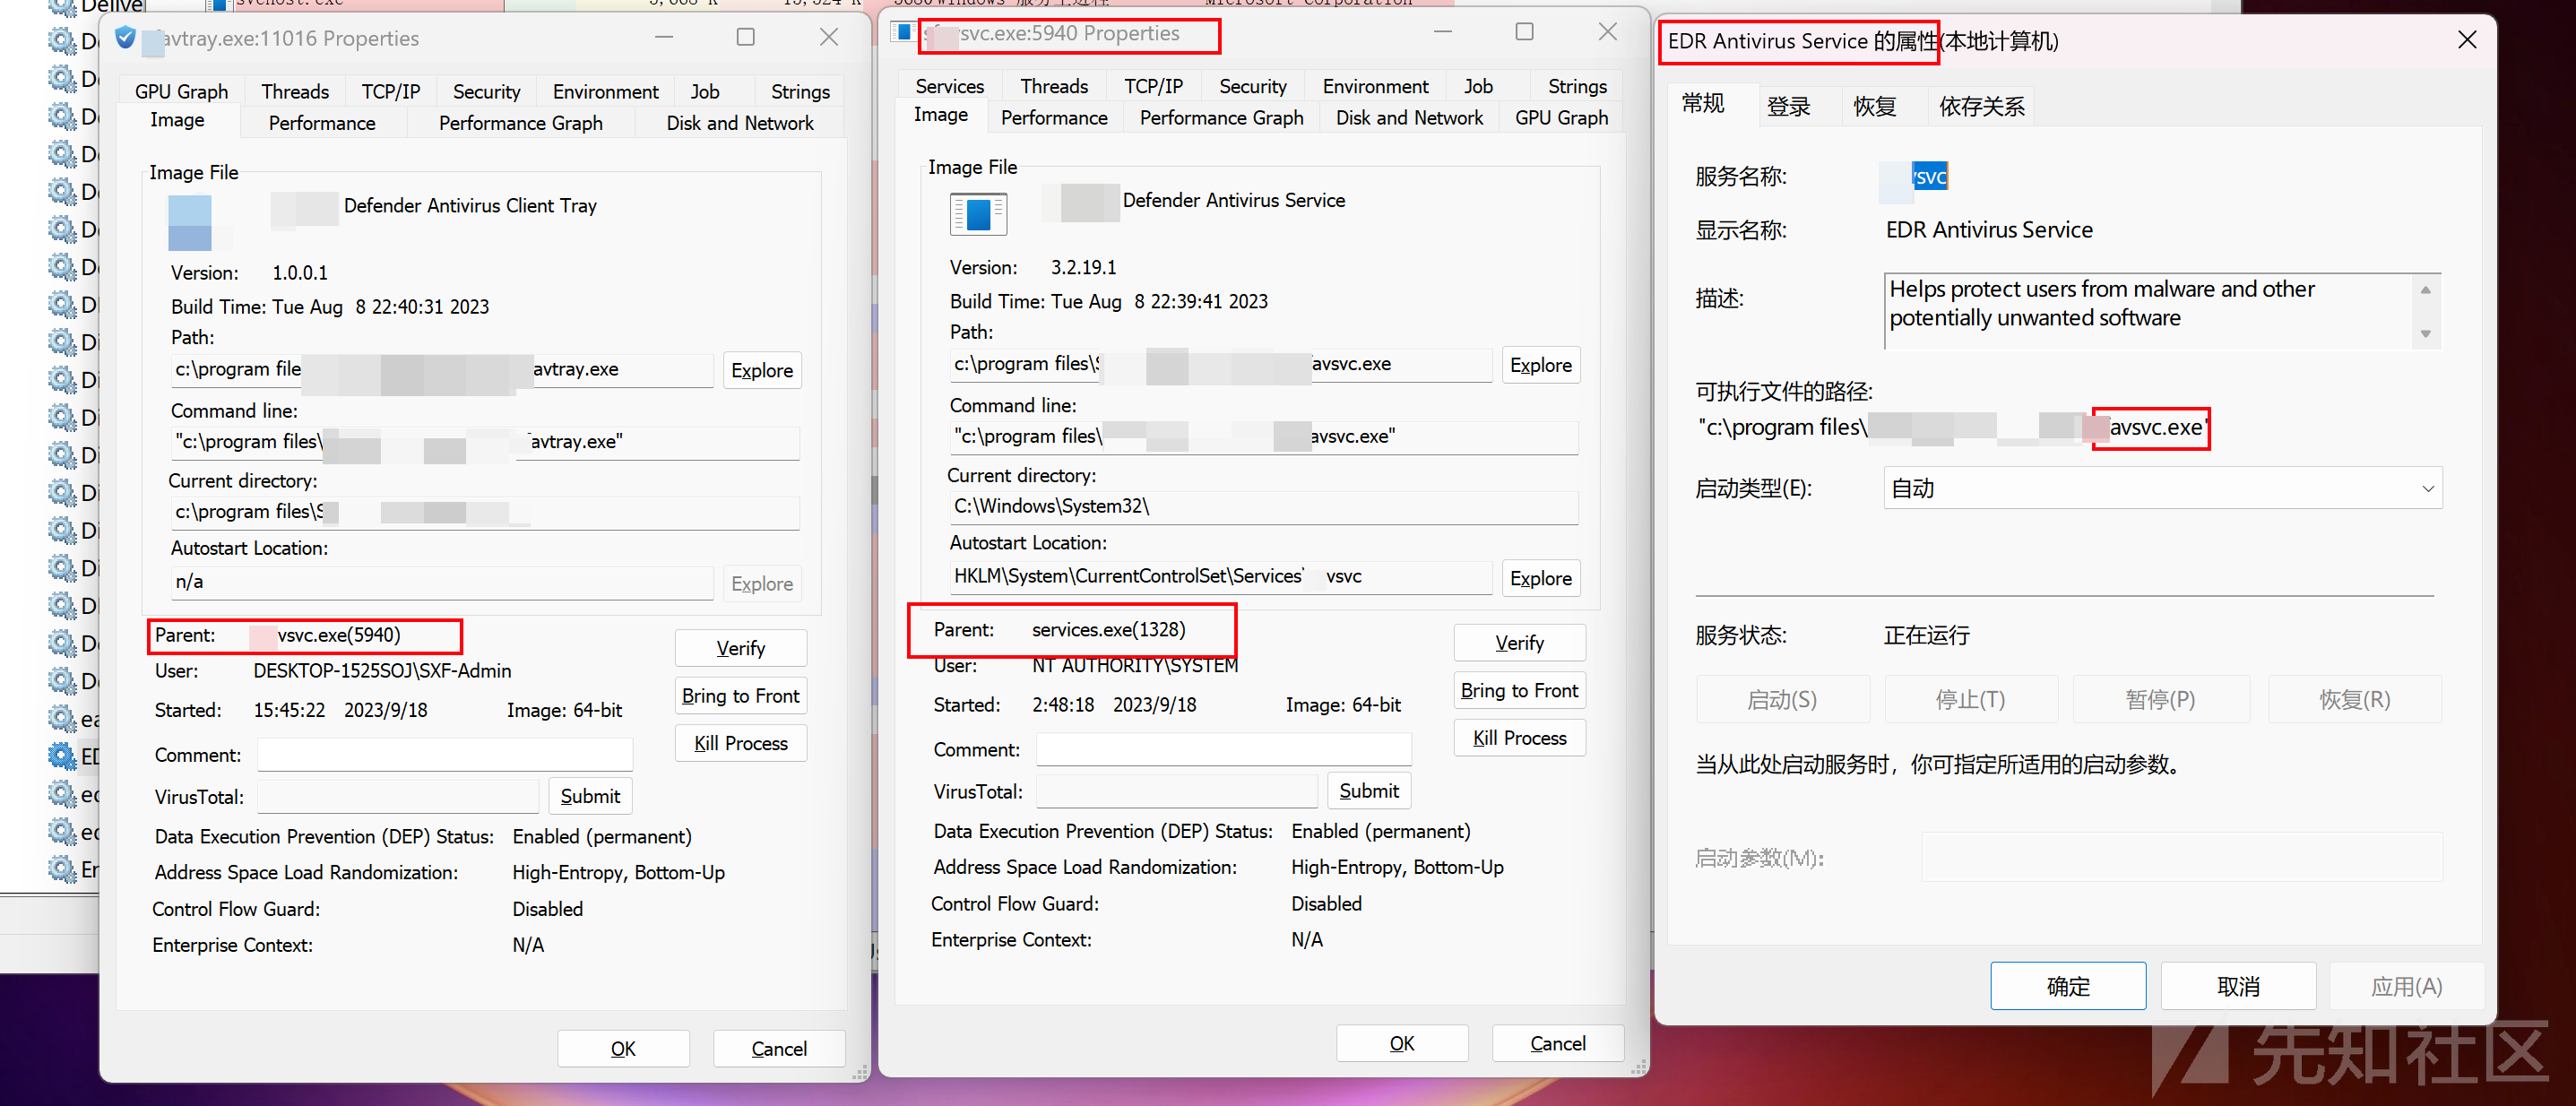 svchost.exe
Windows 服务主进程
Microsoft Corporation
avtray.exe:11016 Properties
GPU Graph Threads TCP/IP Security Environment Job Strings
Image Performance Performance Graph Disk and Network
Image File
Defender Antivirus Client Tray
Version: 1.0.0.1
Build Time: Tue Aug 8 22:40:31 2023
Path:
c:\program file avtray.exe Explore
Command line:
"c:\program files\ avtray.exe"
Current directory:
c:\program files\S
Autostart Location:
n/a Explore
Parent: vsvc.exe(5940) Verify
User: DESKTOP-1525SOJ\SXF-Admin
Bring to Front
Started: 15:45:22 2023/9/18 Image: 64-bit
Kill Process
Comment:
VirusTotal: Submit
Data Execution Prevention (DEP) Status: Enabled (permanent)
Address Space Load Randomization: High-Entropy, Bottom-Up
Control Flow Guard: Disabled
Enterprise Context: N/A
OK Cancel
svc.exe:5940 Properties
Services Threads TCP/IP Security Environment Job Strings
Image Performance Performance Graph Disk and Network GPU Graph
Image File
Defender Antivirus Service
Version: 3.2.19.1
Build Time: Tue Aug 8 22:39:41 2023
Path:
c:\program files\S avsvc.exe Explore
Command line:
"c:\program files\ avsvc.exe"
Current directory:
C:\Windows\System32\
Autostart Location:
HKLM\System\CurrentControlSet\Services\ vsvc Explore
Parent: services.exe(1328) Verify
User: NT AUTHORITY\SYSTEM
Bring to Front
Started: 2:48:18 2023/9/18 Image: 64-bit
Kill Process
Comment:
VirusTotal: Submit
Data Execution Prevention (DEP) Status: Enabled (permanent)
Address Space Load Randomization: High-Entropy, Bottom-Up
Control Flow Guard: Disabled
Enterprise Context: N/A
OK Cancel
EDR Antivirus Service 的属性(本地计算机)
常规 登录 恢复 依存关系
服务名称: svc
显示名称: EDR Antivirus Service
描述: Helps protect users from malware and other
potentially unwanted software
可执行文件的路径:
"c:\program files\ avsvc.exe"
启动类型(E): 自动
服务状态: 正在运行
启动(S) 停止(T) 暂停(P) 恢复(R)
当从此处启动服务时，你可指定所适用的启动参数。
启动参数(M):
确定 取消 应用(A)
先知社区